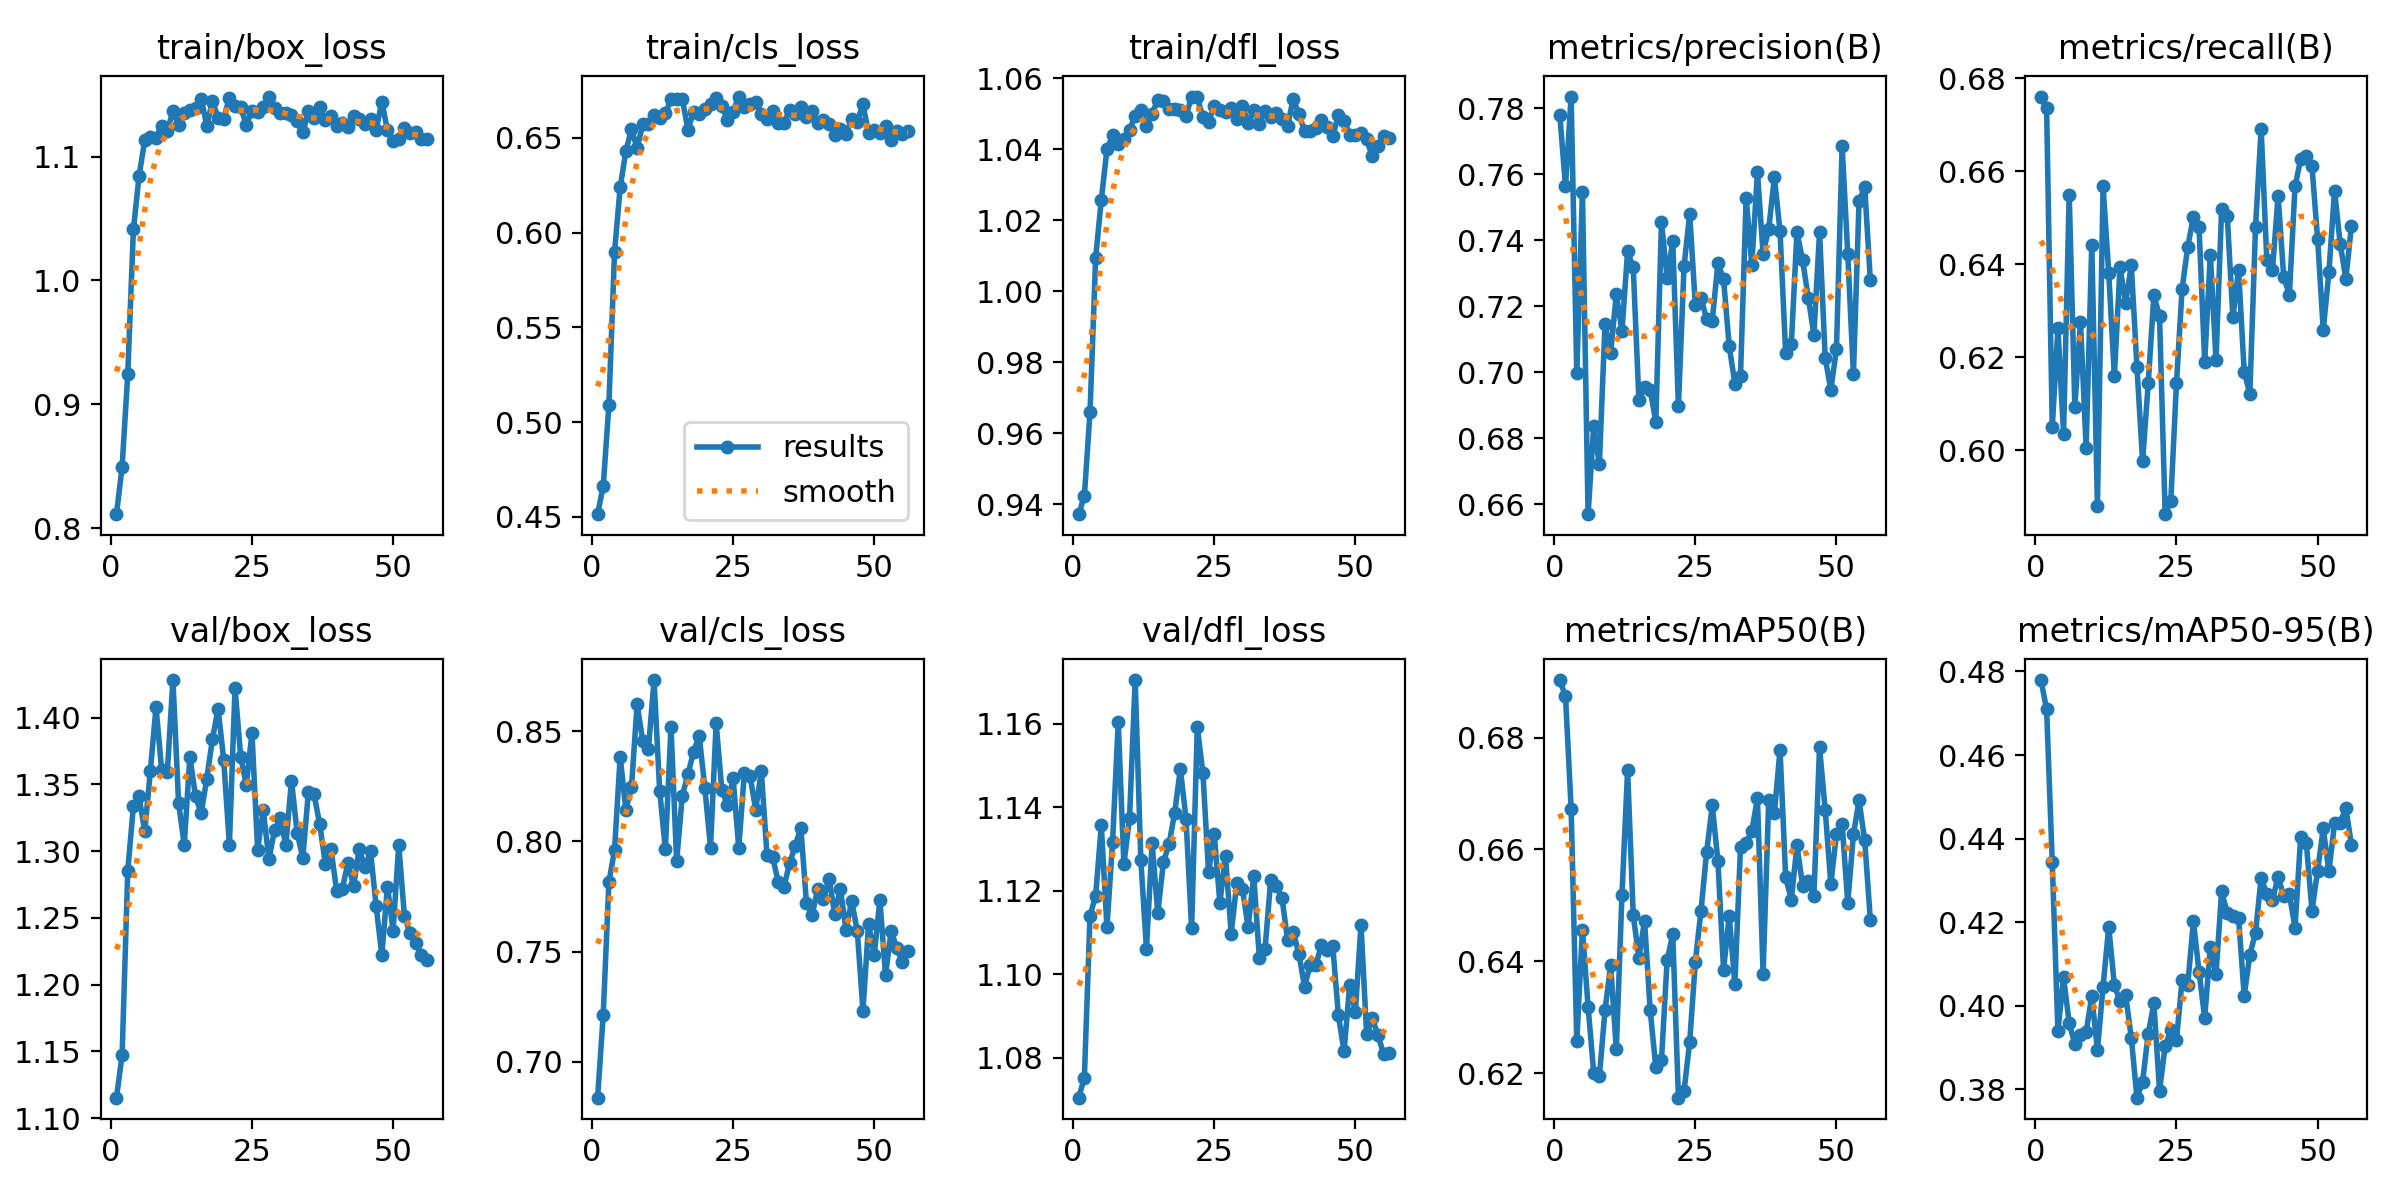 train/box_loss
train/cls_loss
train/dfl_loss
metrics/precision(B)
metrics/recall(B)
1.1
1.0
0.9
0.8
0 25 50
0.65
0.60
0.55
0.50
0.45
results
smooth
0 25 50
1.06
1.04
1.02
1.00
0.98
0.96
0.94
0 25 50
0.78
0.76
0.74
0.72
0.70
0.68
0.66
0 25 50
0.68
0.66
0.64
0.62
0.60
0 25 50
val/box_loss
val/cls_loss
val/dfl_loss
metrics/mAP50(B)
metrics/mAP50-95(B)
1.40
1.35
1.30
1.25
1.20
1.15
1.10
0 25 50
0.85
0.80
0.75
0.70
0 25 50
1.16
1.14
1.12
1.10
1.08
0 25 50
0.68
0.66
0.64
0.62
0 25 50
0.48
0.46
0.44
0.42
0.40
0.38
0 25 50